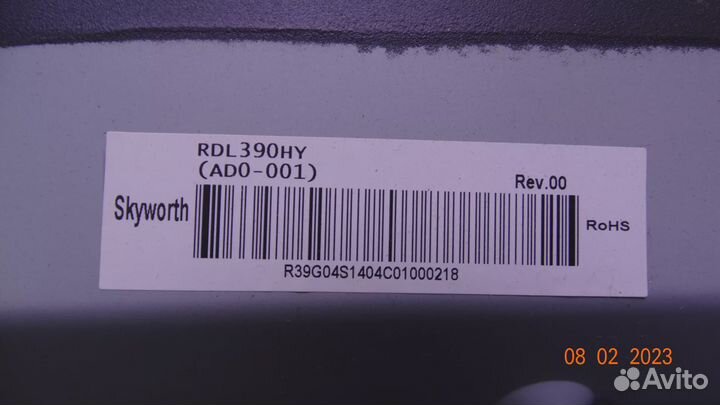 RDL390HY
(AD0-001)
Rev.00
Skyworth
RoHS
R39G04S1404C01000218
08 02 2023
Avito